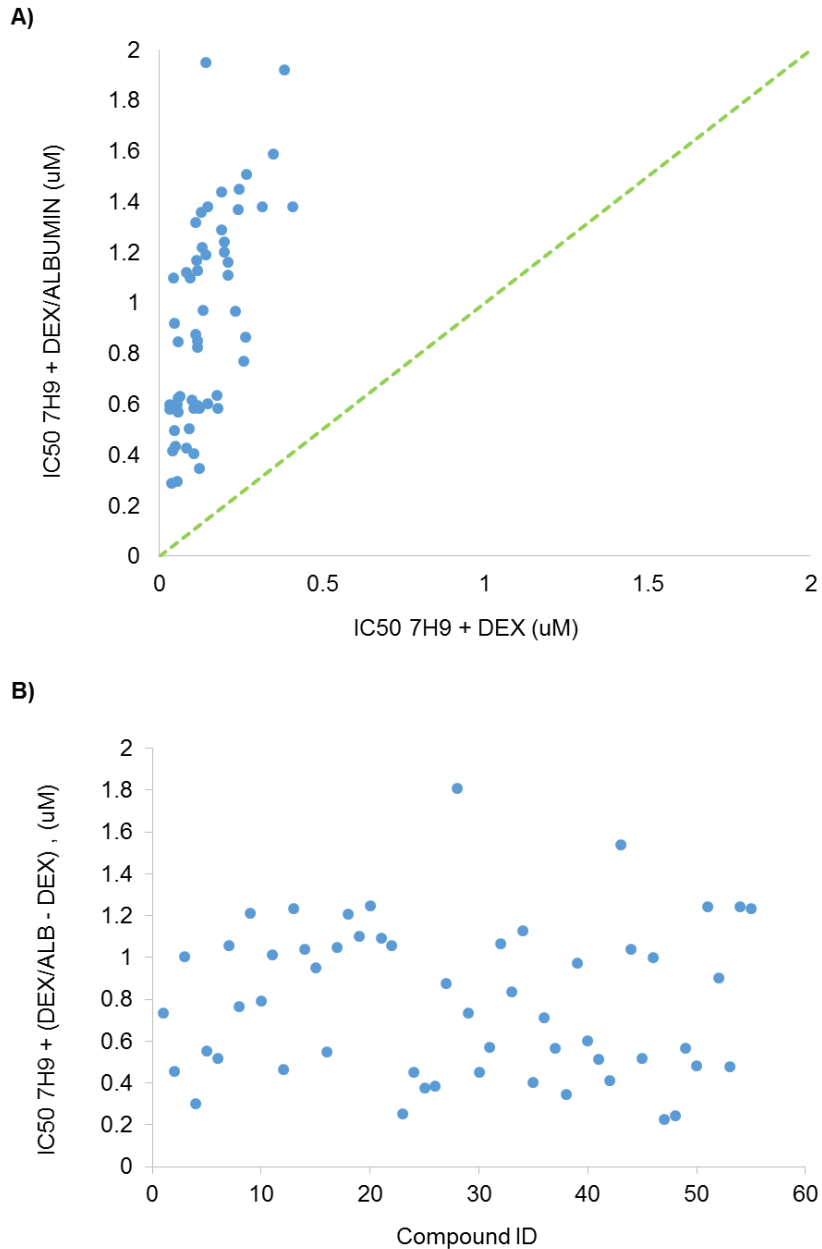 A)
IC50 7H9 + DEX/ALBUMIN (uM)
2
1.8
1.6
1.4
1.2
1
0.8
0.6
0.4
0.2
0
0 0.5 1 1.5 2
IC50 7H9 + DEX (uM)
B)
IC50 7H9 + (DEX/ALB - DEX) , (uM)
2
1.8
1.6
1.4
1.2
1
0.8
0.6
0.4
0.2
0
0 10 20 30 40 50 60
Compound ID